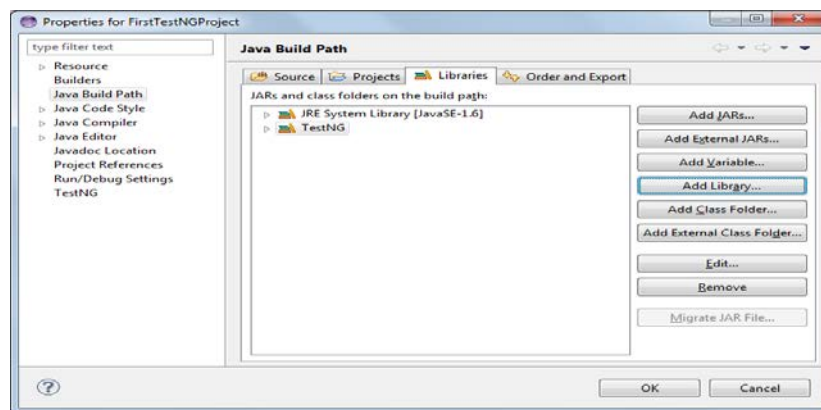 Properties for FirstTestNGProject
type filter text
Resource
Builders
Java Build Path
Java Code Style
Java Compiler
Java Editor
Javadoc Location
Project References
Run/Debug Settings
TestNG
Java Build Path
Source Projects Libraries Order and Export
JARs and class folders on the build path:
JRE System Library [JavaSE-1.6]
TestNG
Add JARs...
Add External JARs...
Add Variable...
Add Library...
Add Class Folder...
Add External Class Folder...
Edit...
Remove
Migrate JAR File...
?
OK Cancel